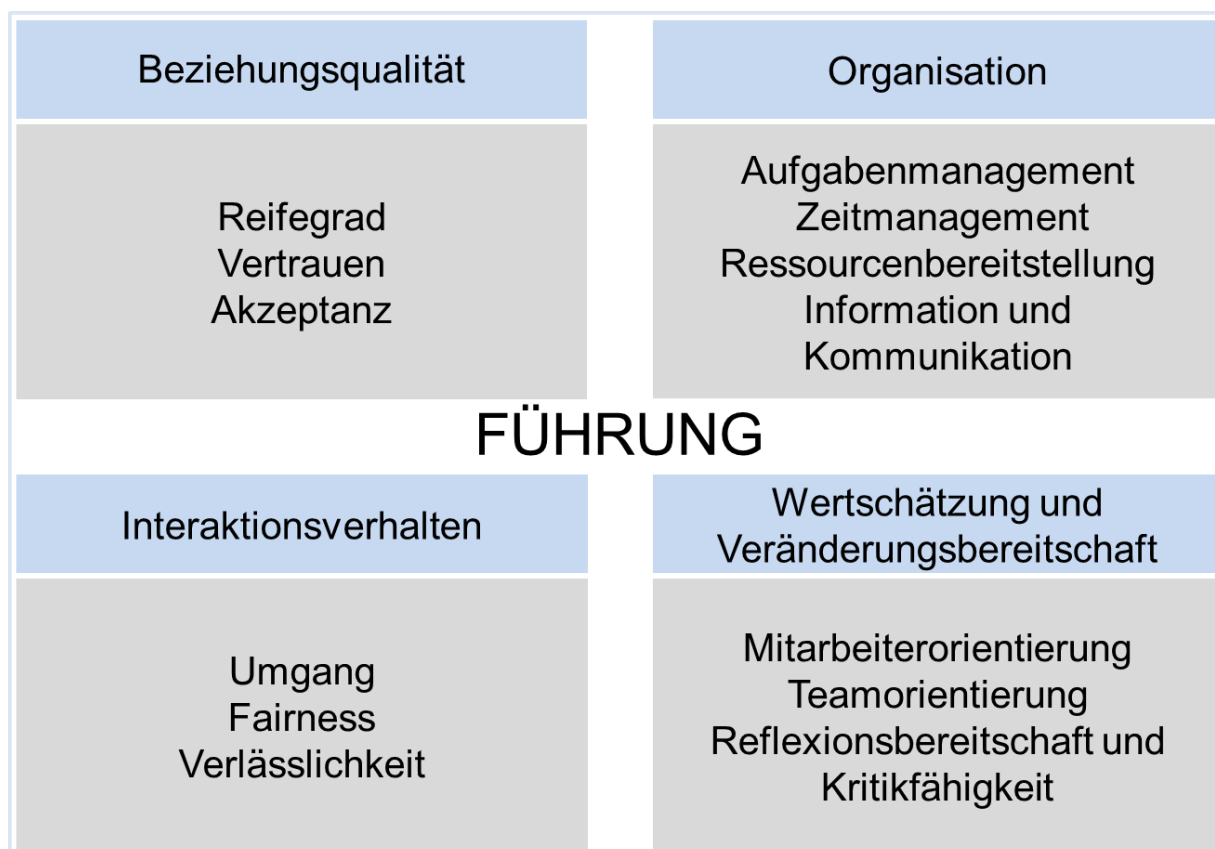 Beziehungsqualität
Reifegrad
Vertrauen
Akzeptanz
Organisation
Aufgabenmanagement
Zeitmanagement
Ressourcenbereitstellung
Information und
Kommunikation
FÜHRUNG
Interaktionsverhalten
Umgang
Fairness
Verlässlichkeit
Wertschätzung und
Veränderungsbereitschaft
Mitarbeiterorientierung
Teamorientierung
Reflexionsbereitschaft und
Kritikfähigkeit